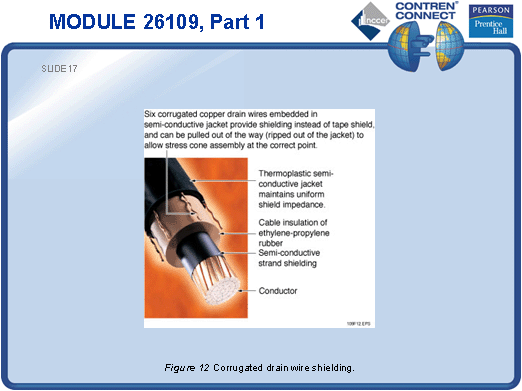 MODULE 26109, Part 1
nccer
CONTREN®
CONNECT
PEARSON
Prentice
Hall
SLIDE 17
Six corrugated copper drain wires embedded in
semi-conductive jacket provide shielding instead of tape shield,
and can be pulled out of the way (ripped out of the jacket) to
allow stress cone assembly at the correct point.
Thermoplastic semi-
conductive jacket
maintains uniform
shield impedance.
Cable insulation of
ethylene-propylene
rubber
Semi-conductive
strand shielding
Conductor
109F12.EPS
Figure 12 Corrugated drain wire shielding.